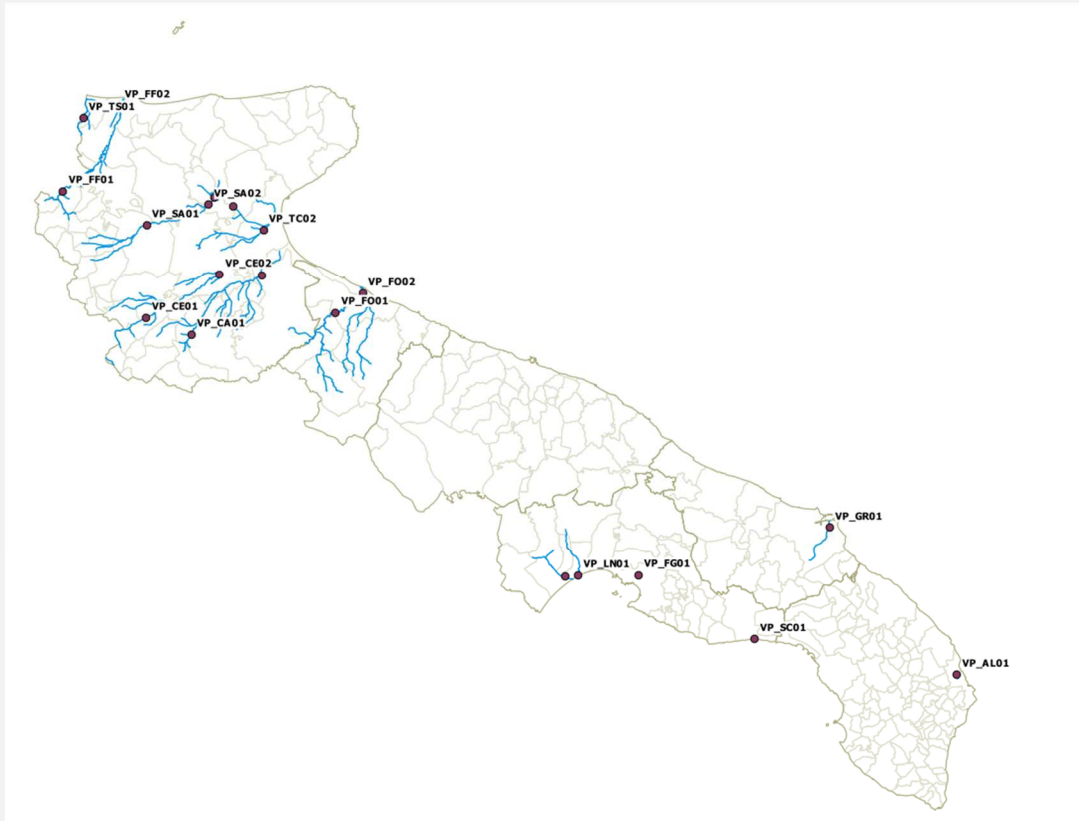 VP_FF02
VP_TS01
VP_FF01
VP_SA02
VP_SA01
VP_TC02
VP_CE02
VP_FO02
VP_FO01
VP_CE01
VP_CA01
VP_GR01
VP_LN01
VP_FG01
VP_SC01
VP_AL01